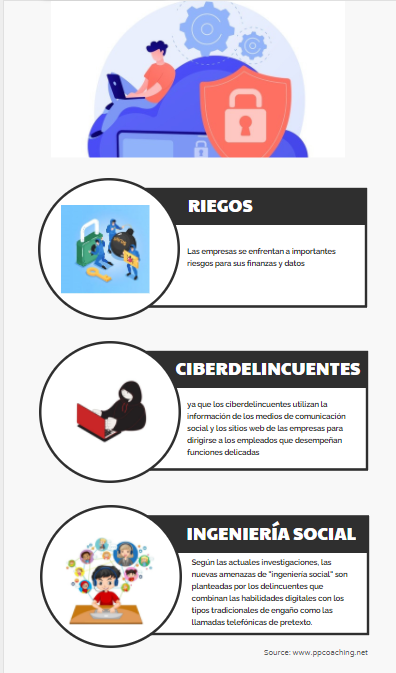 RIEGOS
Las empresas se enfrentan a importantes
riesgos para sus finanzas y datos
CIBERDELINCUENTES
ya que los ciberdelincuentes utilizan la
información de los medios de comunicación
social y los sitios web de las empresas para
dirigirse a los empleados que desempeñan
funciones delicadas
INGENIERÍA SOCIAL
Según las actuales investigaciones, las
nuevas amenazas de "ingeniería social" son
planteadas por los delincuentes que
combinan las habilidades digitales con los
tipos tradicionales de engaño como las
llamadas telefónicas de pretexto.
Source: www.ppcoaching.net